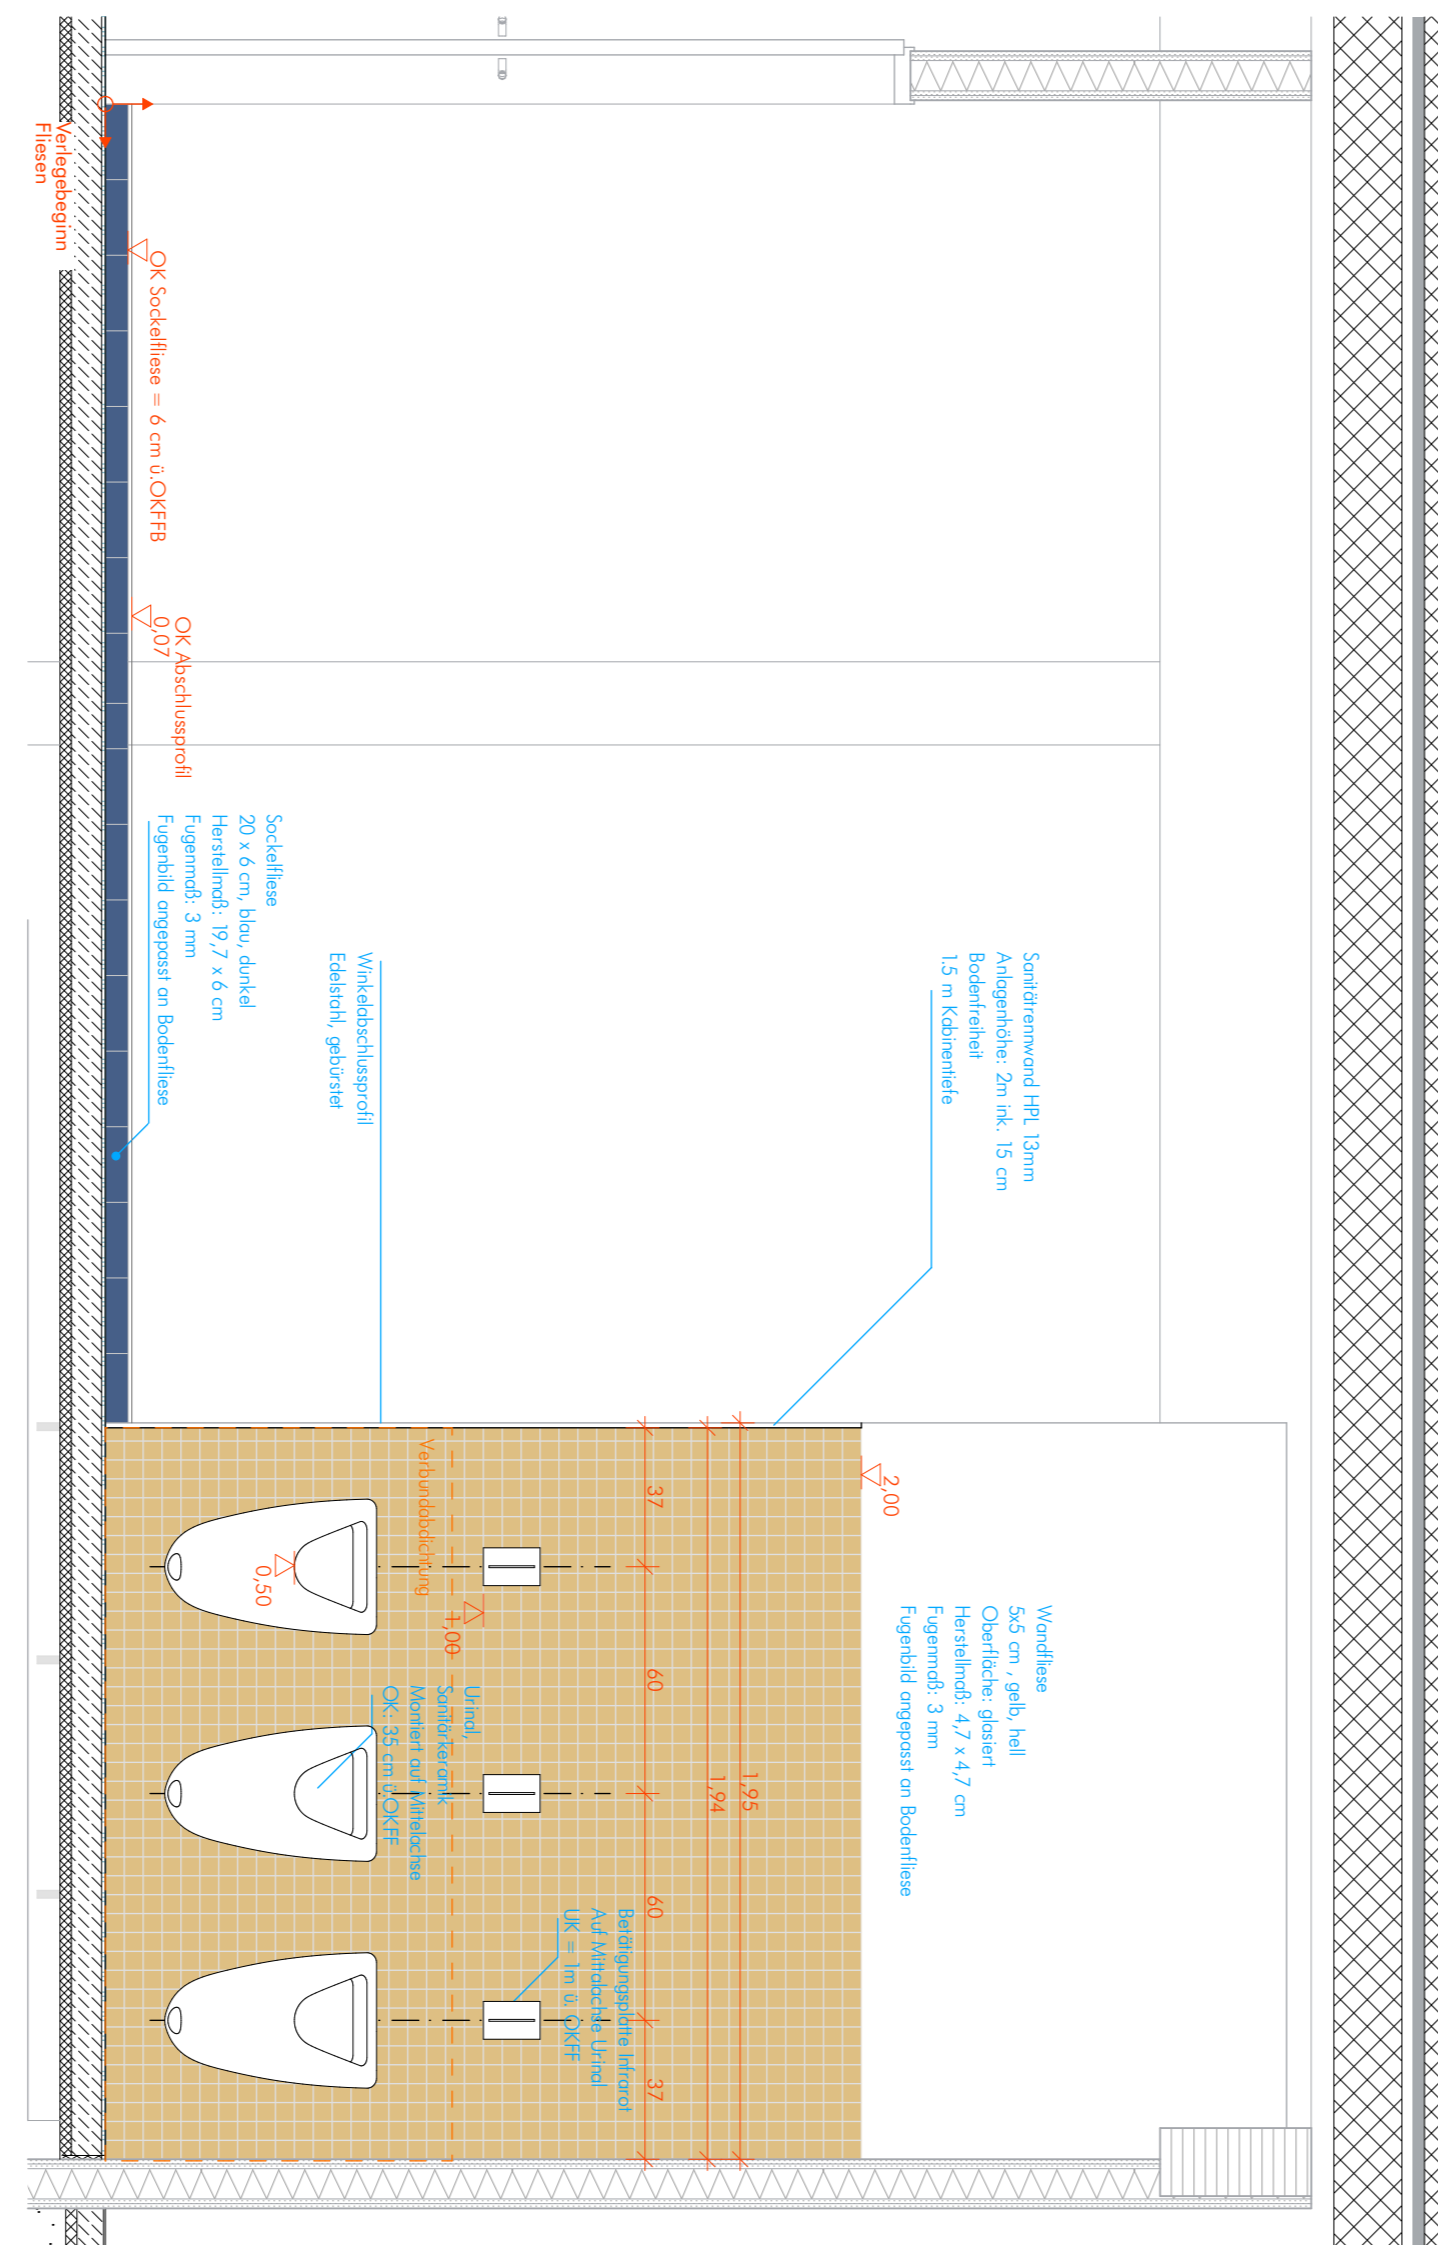 Verlegebeginn
Fliesen
OK Sockelfliese = 6 cm ü.OKFFB
OK Abschlussprofil
0,07
Sockelfliese
20 x 6 cm, blau, dunkel
Herstellmaß: 19,7 x 6 cm
Fugenmaß: 3 mm
Fugenbild angepasst an Bodenfliese
Winkelabschlussprofil
Edelstahl, gebürstet
Sanitätrennwand HPL 13mm
Anlagenhöhe: 2m ink. 15 cm
Bodenfreiheit
1.5 m Kabinentiefe
2,00
Wandfliese
5x5 cm , gelb, hell
Oberfläche: glasiert
Herstellmaß: 4,7 x 4,7 cm
Fugenmaß: 3 mm
Fugenbild angepasst an Bodenfliese
1,95
1,94
37
60
60
37
Verbundabdichtung
1,00
0,50
Urinal,
Sanitärkeramik
Montiert auf Mittelachse
OK: 35 cm ü.OKFF
Betätigungsplatte Infrarot
Auf Mittalachse Urinal
UK = 1m ü. OKFF